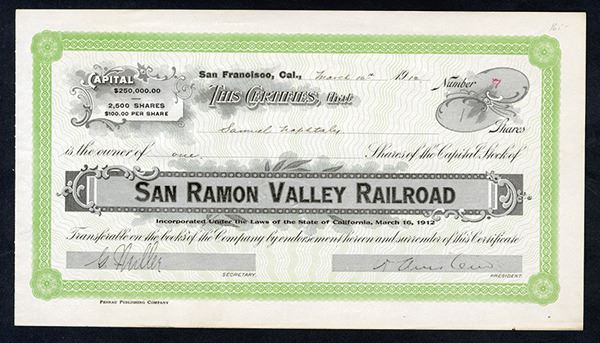 CAPITAL
$250,000.00
2,500 SHARES
$100.00 PER SHARE
San Francisco, Cal., March 1912
Number 7
THIS CERTIFIES, that
Shares
Samuel Naphtaly
is the owner of one Shares of the Capital Stock of
SAN RAMON VALLEY RAILROAD
Incorporated Under the Laws of the State of California, March 16, 1912
Transferable on the books of the Company by endorsement hereon and surrender of this Certificate
SECRETARY.
PRESIDENT.
PERNAU PUBLISHING COMPANY